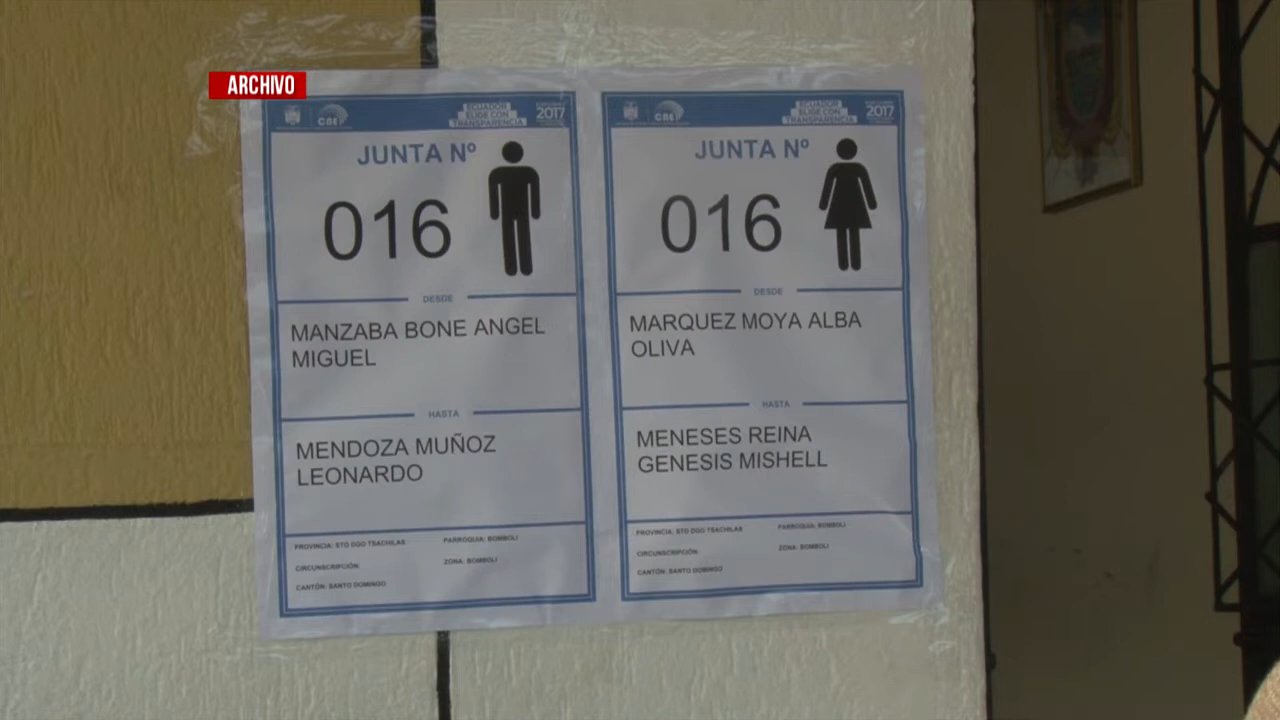 ARCHIVO
CNE
ECUADOR
ELIGE CON
TRANSPARENCIA
2017
JUNTA Nº
016
DESDE
MANZABA BONE ANGEL
MIGUEL
HASTA
MENDOZA MUÑOZ
LEONARDO
PROVINCIA: STO DGO TSACHILAS
PARROQUIA: BOMBOLI
CIRCUNSCRIPCIÓN:
ZONA: BOMBOLI
CANTÓN: SANTO DOMINGO
CNE
ECUADOR
ELIGE CON
TRANSPARENCIA
2017
JUNTA Nº
016
DESDE
MARQUEZ MOYA ALBA
OLIVA
HASTA
MENESES REINA
GENESIS MISHELL
PROVINCIA: STO DGO TSACHILAS
PARROQUIA: BOMBOLI
CIRCUNSCRIPCIÓN:
ZONA: BOMBOLI
CANTÓN: SANTO DOMINGO